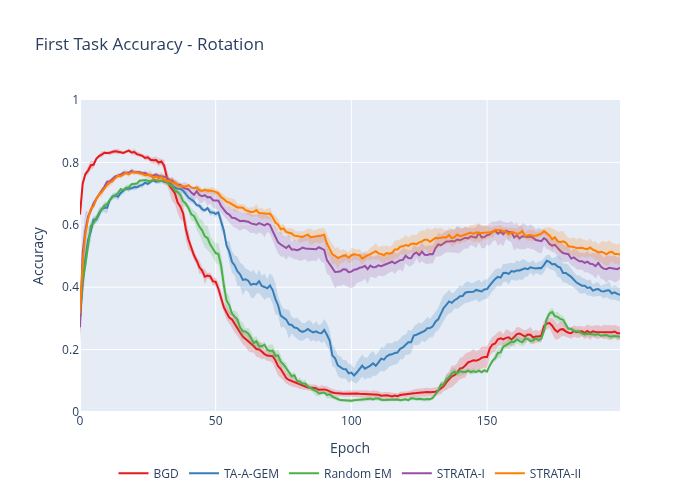 First Task Accuracy - Rotation
1
0.8
0.6
0.4
0.2
0
Accuracy
0 50 100 150
Epoch
BGD TA-A-GEM Random EM STRATA-I STRATA-II